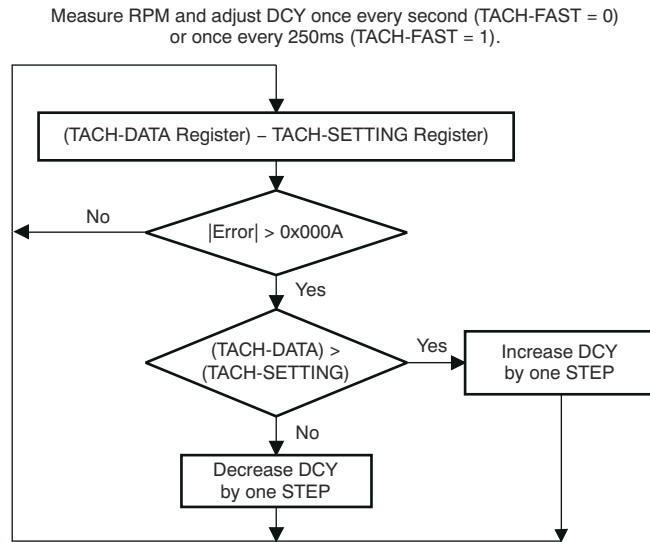 Measure RPM and adjust DCY once every second (TACH-FAST = 0)
or once every 250ms (TACH-FAST = 1).
(TACH-DATA Register) – TACH-SETTING Register)
No
|Error| > 0x000A
Yes
(TACH-DATA) >
(TACH-SETTING)
Yes
Increase DCY
by one STEP
No
Decrease DCY
by one STEP